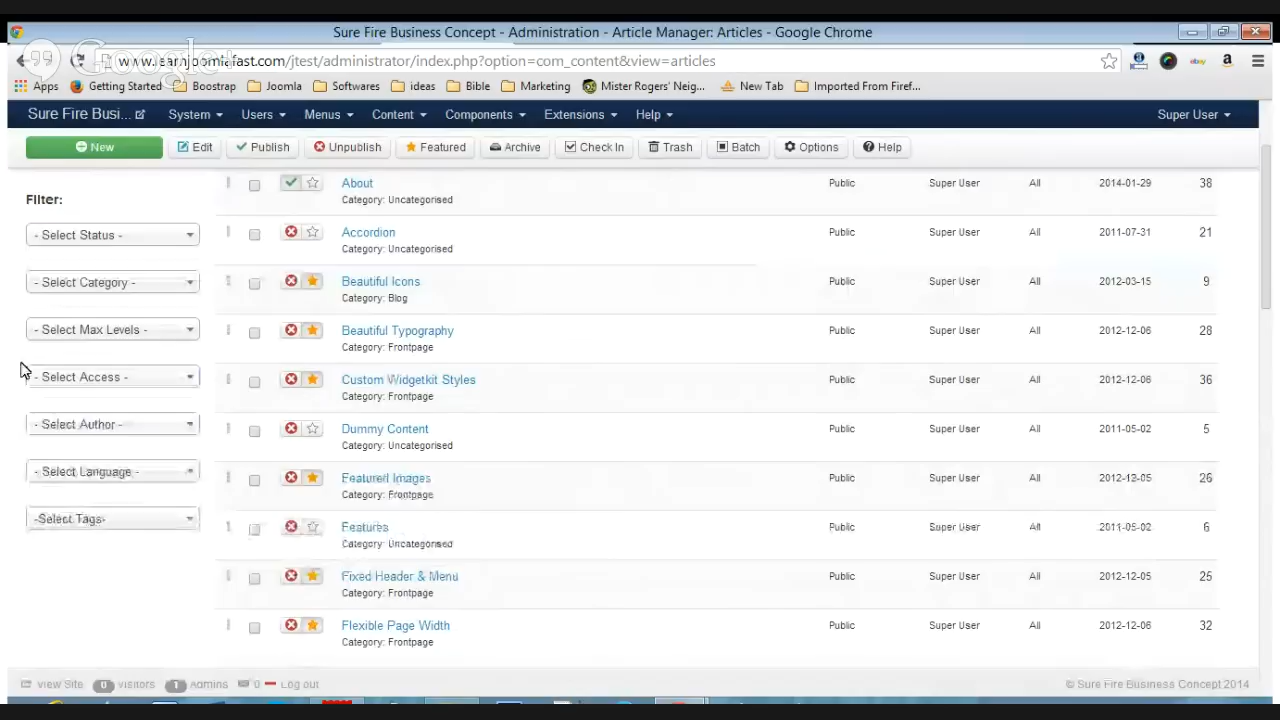 Sure Fire Business Concept - Administration - Article Manager: Articles - Google Chrome
Google+
www.learnjoomlafast.com/jtest/administrator/index.php?option=com_content&view=articles
Apps Getting Started Boostrap Joomla Softwares ideas Bible Marketing Mister Rogers' Neig... New Tab Imported From Firef...
Sure Fire Busi... System Users Menus Content Components Extensions Help Super User
New Edit Publish Unpublish Featured Archive Check In Trash Batch Options Help
Filter:
- Select Status -
- Select Category -
- Select Max Levels -
- Select Access -
- Select Author -
- Select Language -
-Select Tags-
About Public Super User All 2014-01-29 38
Category: Uncategorised
Accordion Public Super User All 2011-07-31 21
Category: Uncategorised
Beautiful Icons Public Super User All 2012-03-15 9
Category: Blog
Beautiful Typography Public Super User All 2012-12-06 28
Category: Frontpage
Custom Widgetkit Styles Public Super User All 2012-12-06 36
Category: Frontpage
Dummy Content Public Super User All 2011-05-02 5
Category: Uncategorised
Featured Images Public Super User All 2012-12-05 26
Category: Frontpage
Features Public Super User All 2011-05-02 6
Category: Uncategorised
Fixed Header & Menu Public Super User All 2012-12-05 25
Category: Frontpage
Flexible Page Width Public Super User All 2012-12-06 32
Category: Frontpage
View Site 0 Visitors 1 Admins 0 Log out © Sure Fire Business Concept 2014